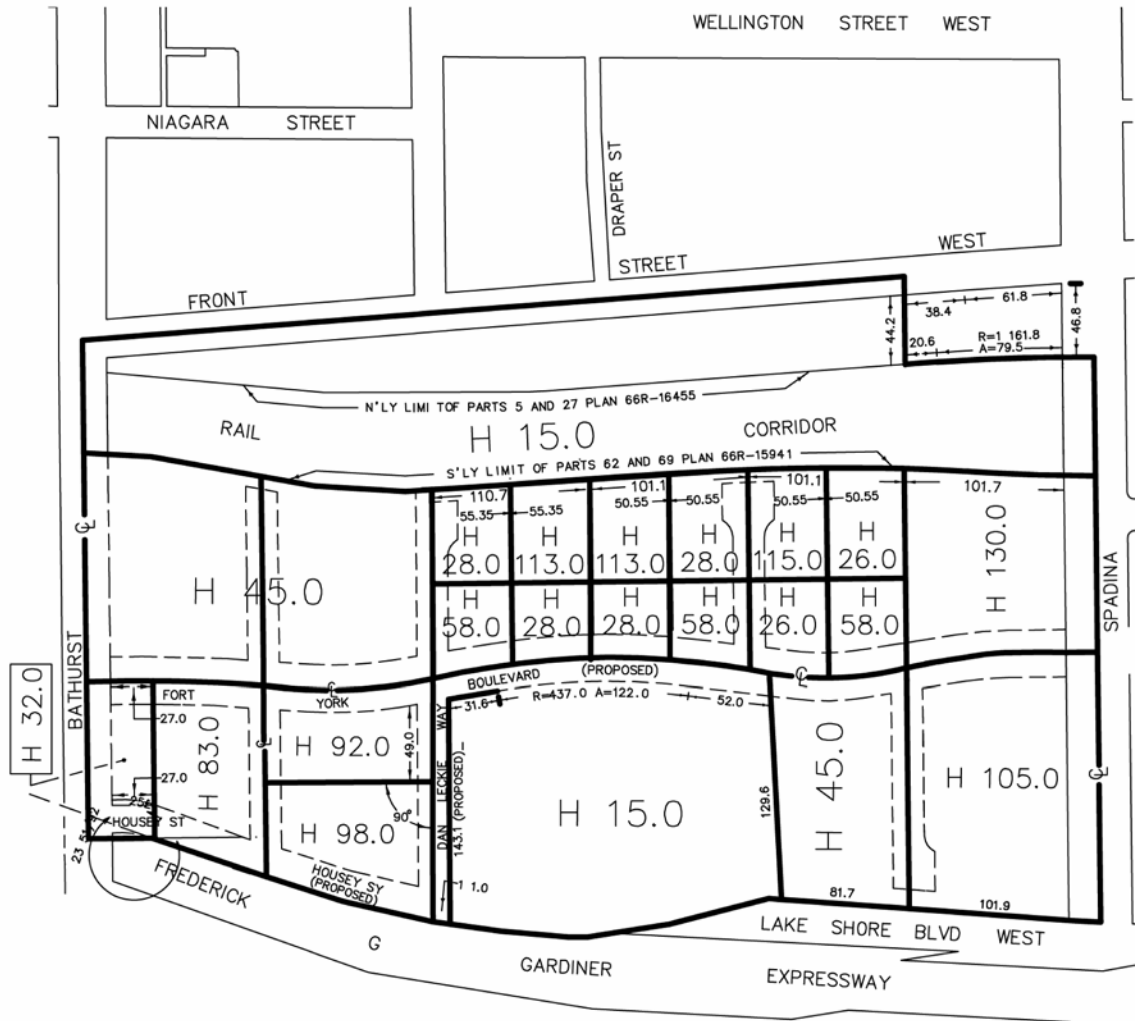 WELLINGTON STREET WEST
NIAGARA STREET
DRAPER ST
STREET WEST
FRONT
38.4
61.8
44.2
46.8
20.6
R=1 161.8
A=79.5
N'LY LIMI TOF PARTS 5 AND 27 PLAN 66R-16455
RAIL
H 15.0
CORRIDOR
S'LY LIMIT OF PARTS 62 AND 69 PLAN 66R-15941
110.7
101.1
101.1
101.7
55.35
55.35
50.55
50.55
50.55
50.55
H 45.0
H
28.0
H
113.0
H
113.0
H
28.0
H
115.0
H
26.0
H 130.0
H
58.0
H
28.0
H
28.0
H
58.0
H
26.0
H
58.0
SPADINA
BATHURST
H 32.0
FORT
YORK
BOULEVARD
(PROPOSED)
27.0
27.0
H 83.0
H 92.0
49.0
31.6
R=437.0 A=122.0
52.0
H 98.0
90°
DAN LECKIE WAY
143.1 (PROPOSED)
H 15.0
129.6
H 45.0
H 105.0
HOUSEY ST
HOUSEY SY
(PROPOSED)
1 1.0
81.7
101.9
FREDERICK
G
GARDINER
EXPRESSWAY
LAKE SHORE BLVD WEST